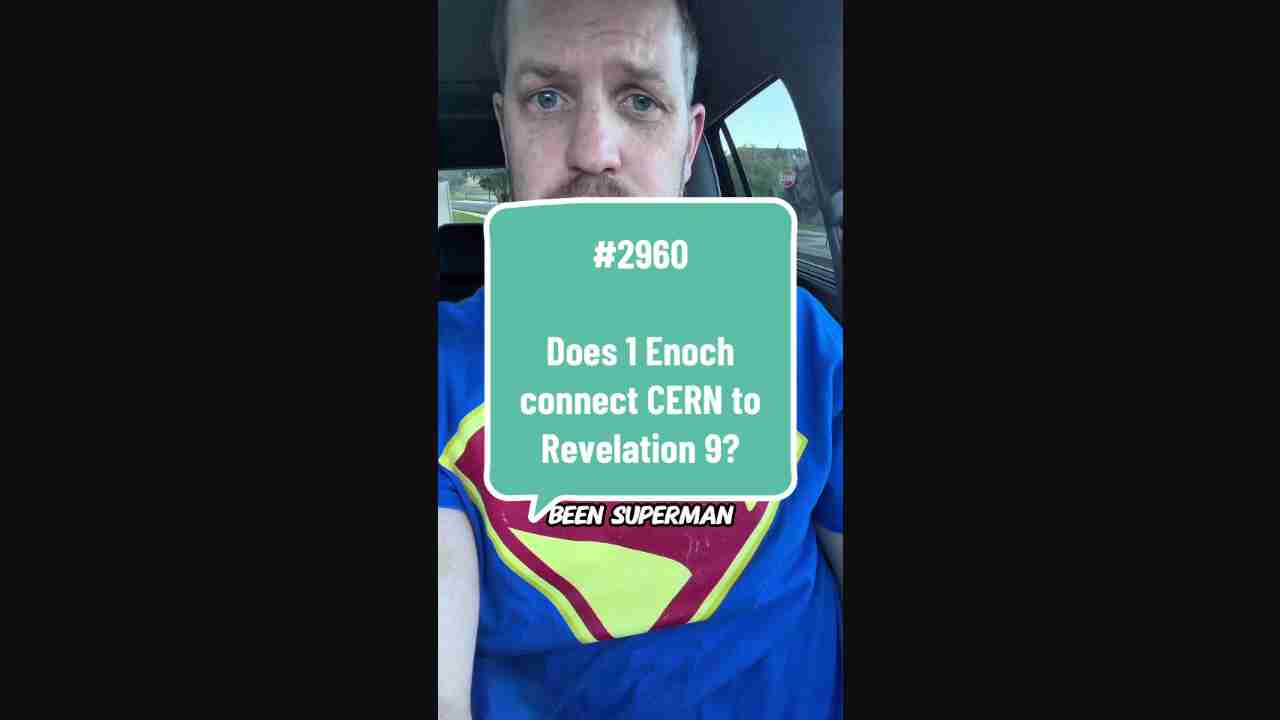 #2960
Does 1 Enoch
connect CERN to
Revelation 9?
BEEN SUPERMAN